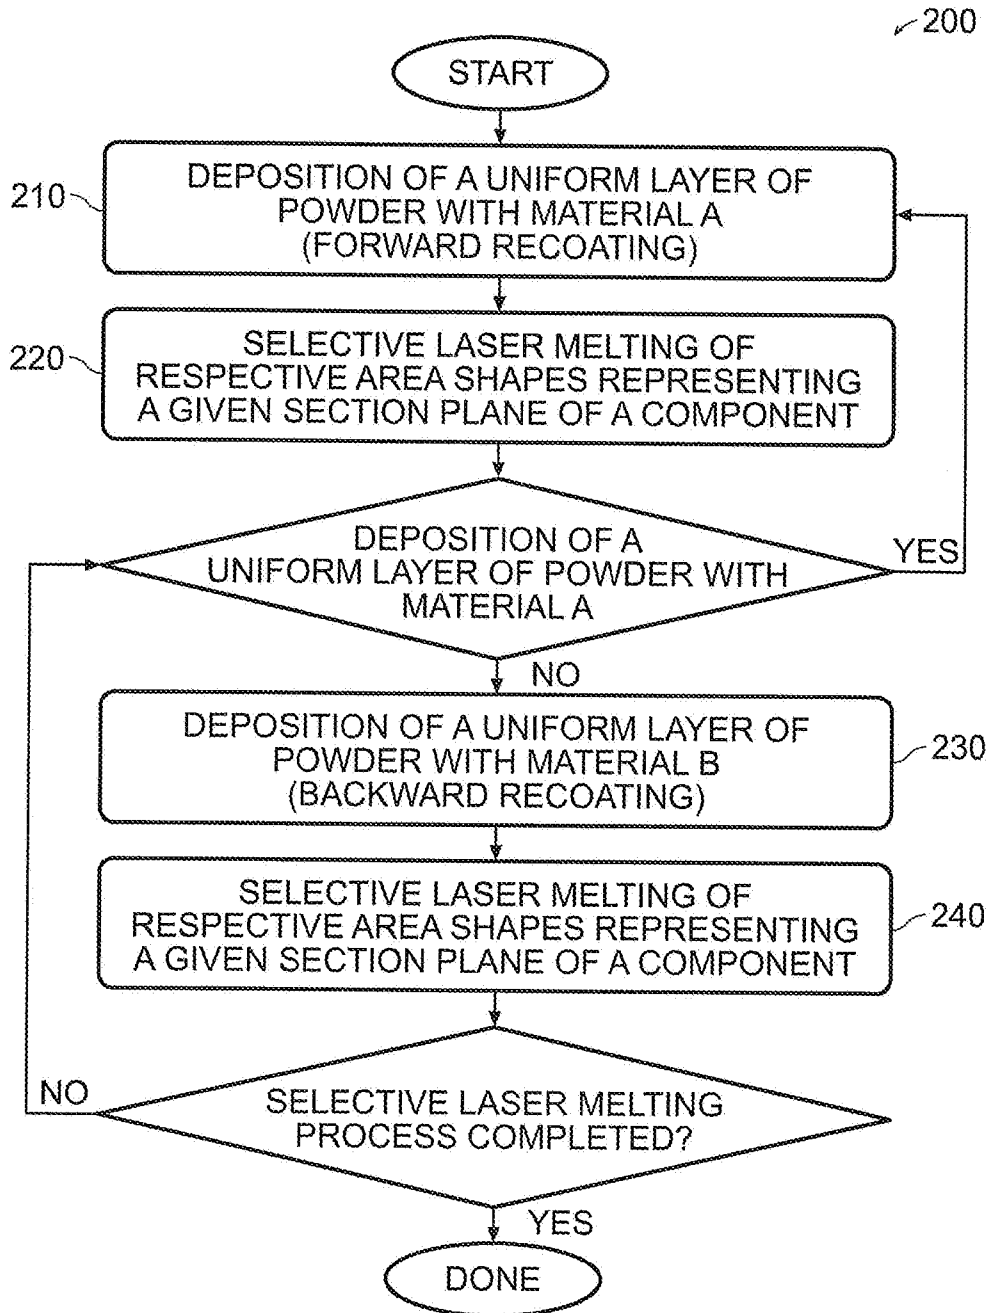 200
START
210
DEPOSITION OF A UNIFORM LAYER OF
POWDER WITH MATERIAL A
(FORWARD RECOATING)
220
SELECTIVE LASER MELTING OF
RESPECTIVE AREA SHAPES REPRESENTING
A GIVEN SECTION PLANE OF A COMPONENT
DEPOSITION OF A
UNIFORM LAYER OF POWDER WITH
MATERIAL A
YES
NO
DEPOSITION OF A UNIFORM LAYER OF
POWDER WITH MATERIAL B
(BACKWARD RECOATING)
230
SELECTIVE LASER MELTING OF
RESPECTIVE AREA SHAPES REPRESENTING
A GIVEN SECTION PLANE OF A COMPONENT
240
NO
SELECTIVE LASER MELTING
PROCESS COMPLETED?
YES
DONE